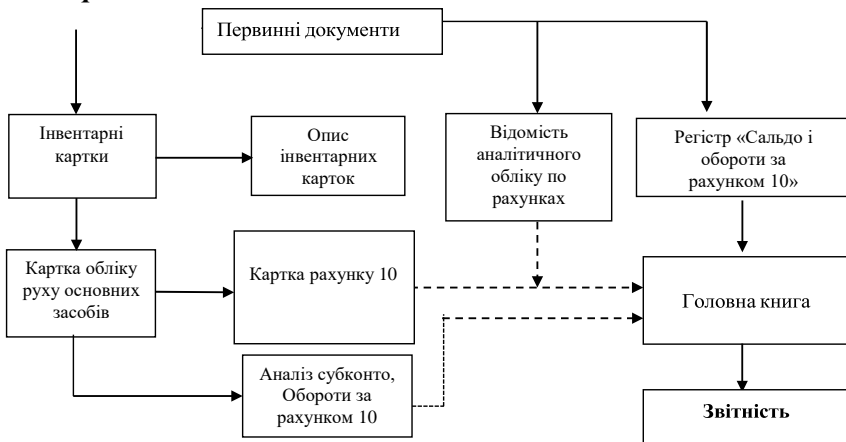 Первинні документи
Інвентарні
картки
Опис
інвентарних
карток
Відомість
аналітичного
обліку по
рахунках
Регістр «Сальдо і
обороти за
рахунком 10»
Картка обліку
руху основних
засобів
Картка рахунку 10
Головна книга
Аналіз субконто,
Обороти за
рахунком 10
Звітність